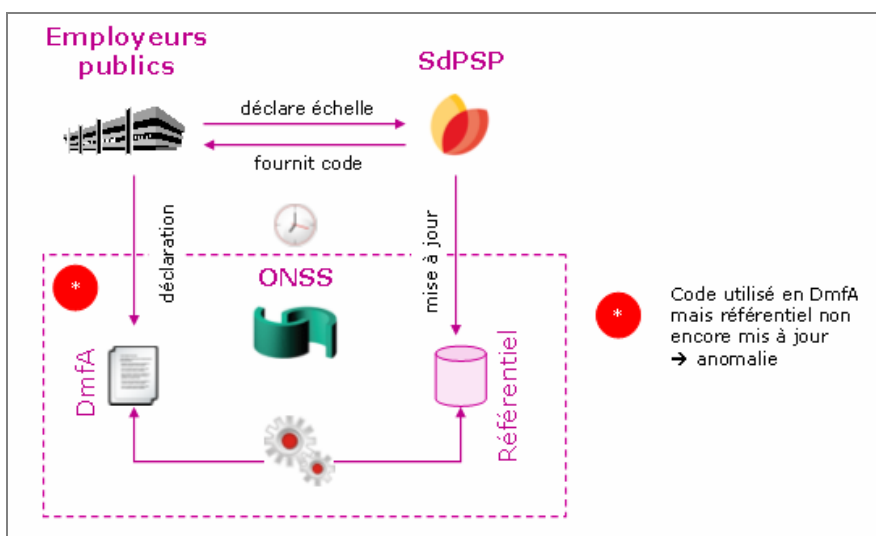 Employeurs
publics
SdPSP
déclare échelle
fournit code
déclaration
mise à jour
ONSS
*
DmfA
Référentiel
*
Code utilisé en DmfA
mais référentiel non
encore mis à jour
➔ anomalie